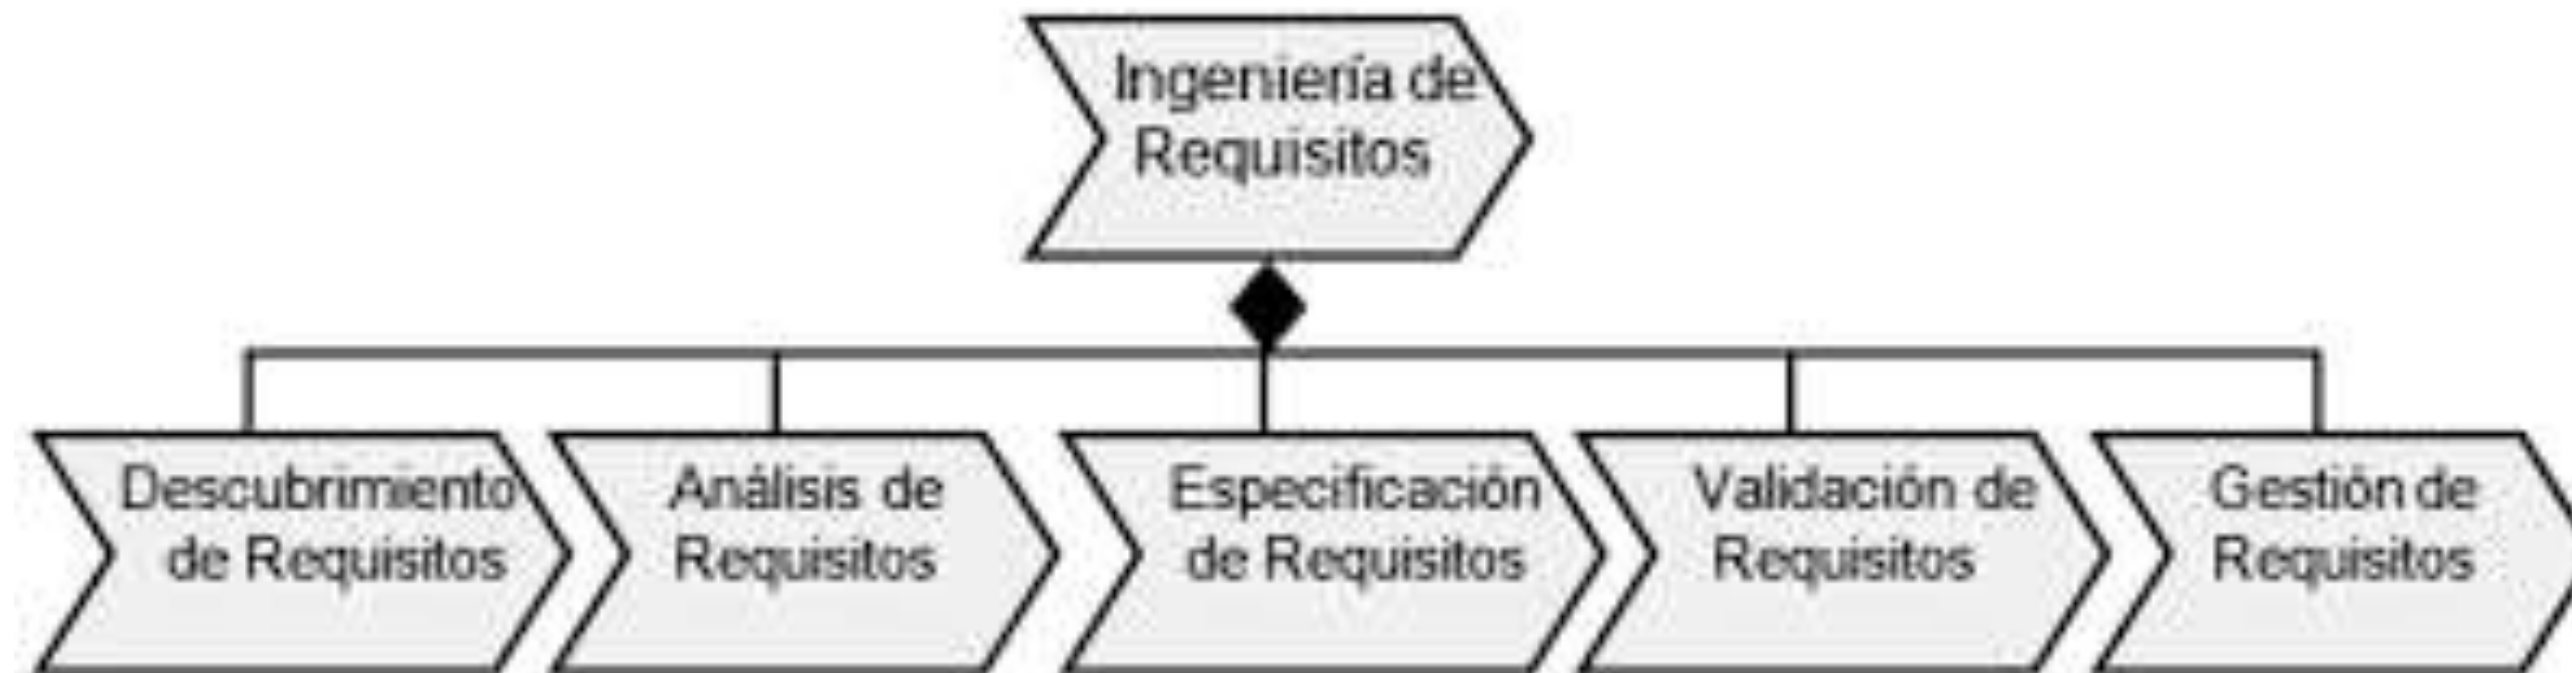 Ingeniería de
Requisitos
Descubrimiento
de Requisitos
Análisis de
Requisitos
Especificación
de Requisitos
Validación de
Requisitos
Gestión de
Requisitos